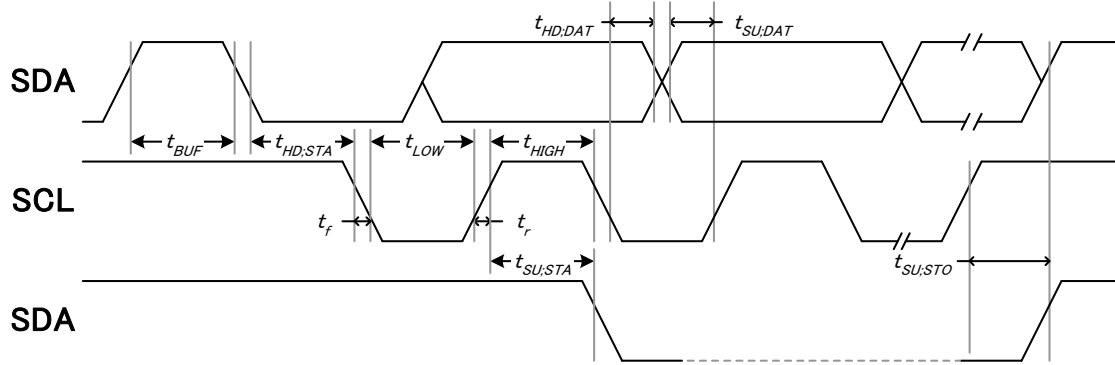 t_HD;DAT
t_SU;DAT
SDA
t_BUF
t_HD;STA
t_LOW
t_HIGH
SCL
t_f
t_r
t_SU;STA
t_SU;STO
SDA